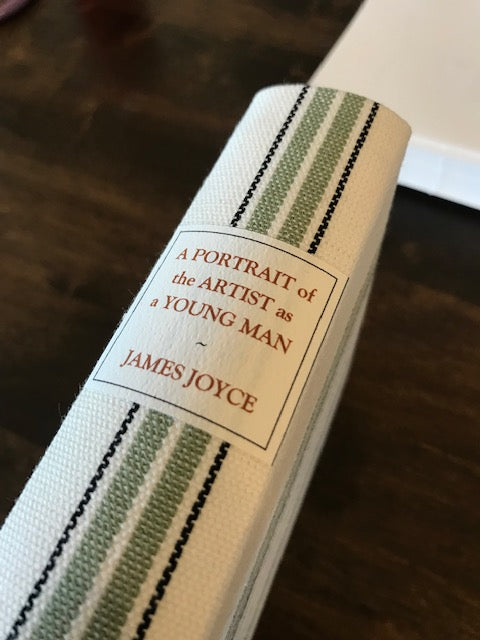 A PORTRAIT of
the ARTIST as
a YOUNG MAN
~
JAMES JOYCE